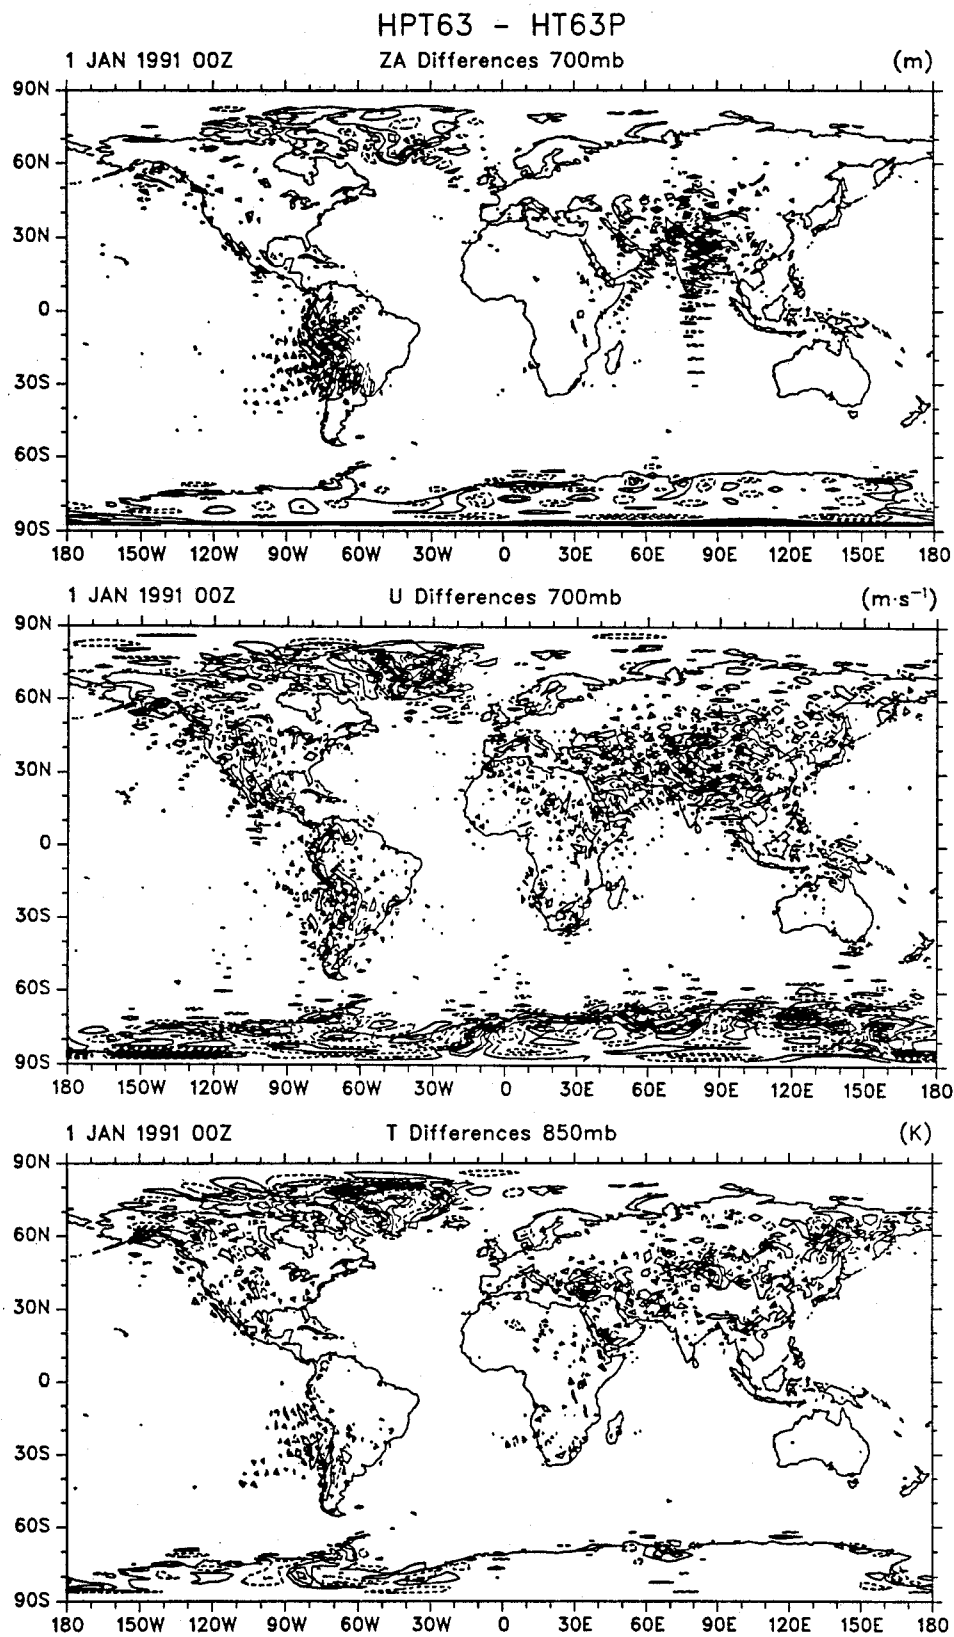 HPT63 – HT63P
1 JAN 1991 00Z ZA Differences 700mb (m)
90N
60N
30N
0
30S
60S
90S
180 150W 120W 90W 60W 30W 0 30E 60E 90E 120E 150E 180
1 JAN 1991 00Z U Differences 700mb (m·s⁻¹)
90N
60N
30N
0
30S
60S
90S
180 150W 120W 90W 60W 30W 0 30E 60E 90E 120E 150E 180
1 JAN 1991 00Z T Differences 850mb (K)
90N
60N
30N
0
30S
60S
90S
180 150W 120W 90W 60W 30W 0 30E 60E 90E 120E 150E 180